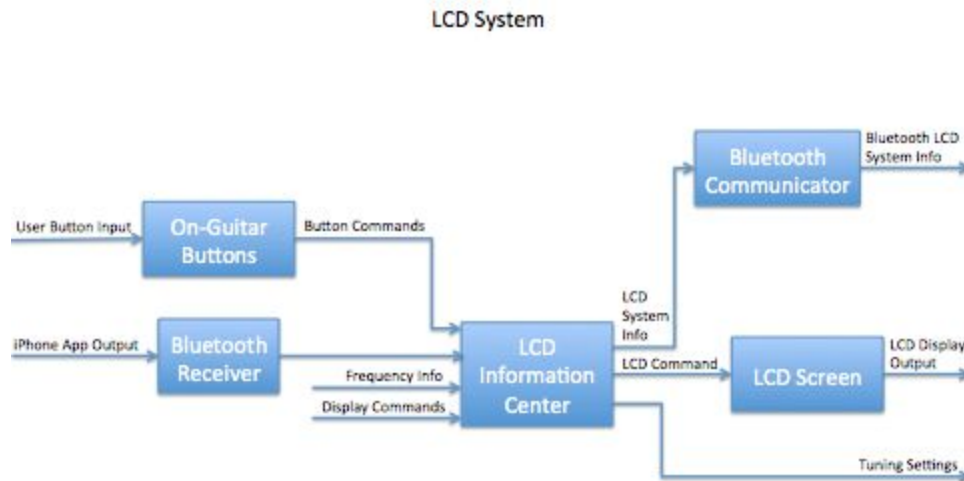 LCD System
Bluetooth
Communicator
Bluetooth LCD
System Info
User Button Input
On-Guitar
Buttons
Button Commands
LCD
System
Info
iPhone App Output
Bluetooth
Receiver
Frequency Info
Display Commands
LCD
Information
Center
LCD Command
LCD Screen
LCD Display
Output
Tuning Settings